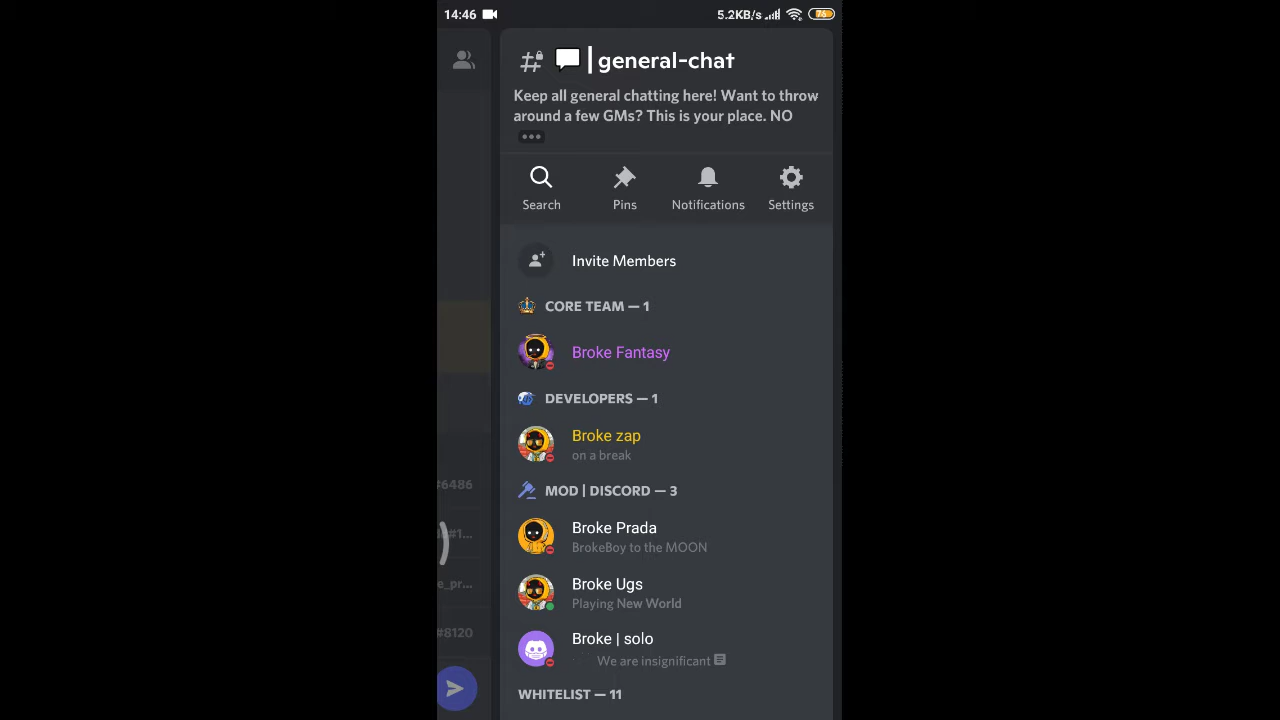 14:46 5.2KB/s 76
general-chat
Keep all general chatting here! Want to throw
around a few GMs? This is your place. NO
Search Pins Notifications Settings
Invite Members
CORE TEAM — 1
Broke Fantasy
DEVELOPERS — 1
Broke zap
on a break
#6486
MOD | DISCORD — 3
Broke Prada
#1...
BrokeBoy to the MOON
e_pr...
Broke Ugs
Playing New World
#8120
Broke | solo
We are insignificant
WHITELIST — 11